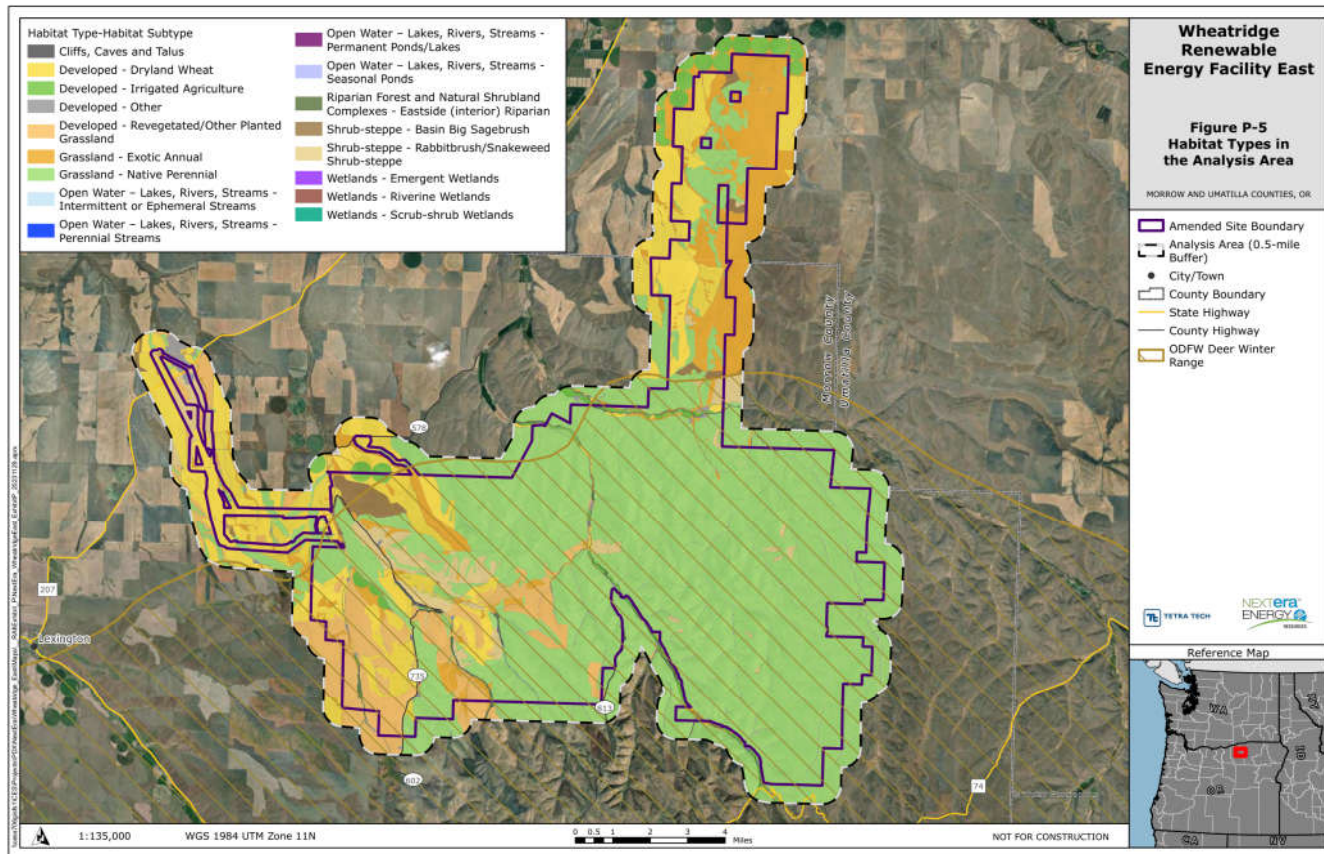 Habitat Type-Habitat Subtype
Cliffs, Caves and Talus
Developed - Dryland Wheat
Developed - Irrigated Agriculture
Developed - Other
Developed - Revegetated/Other Planted
Grassland
Grassland - Exotic Annual
Grassland - Native Perennial
Open Water – Lakes, Rivers, Streams -
Intermittent or Ephemeral Streams
Open Water – Lakes, Rivers, Streams -
Perennial Streams
Open Water – Lakes, Rivers, Streams -
Permanent Ponds/Lakes
Open Water – Lakes, Rivers, Streams -
Seasonal Ponds
Riparian Forest and Natural Shrubland
Complexes - Eastside (interior) Riparian
Shrub-steppe - Basin Big Sagebrush
Shrub-steppe - Rabbitbrush/Snakeweed
Shrub-steppe
Wetlands - Emergent Wetlands
Wetlands - Riverine Wetlands
Wetlands - Scrub-shrub Wetlands
Morrow County
Umatilla County
578
207
Lexington
735
613
602
74
1:135,000
WGS 1984 UTM Zone 11N
0 0.5 1 2 3 4
Miles
NOT FOR CONSTRUCTION
Wheatridge
Renewable
Energy Facility East
Figure P-5
Habitat Types in
the Analysis Area
MORROW AND UMATILLA COUNTIES, OR
Amended Site Boundary
Analysis Area (0.5-mile
Buffer)
City/Town
County Boundary
State Highway
County Highway
ODFW Deer Winter
Range
TETRA TECH
NEXTera
ENERGY
Reference Map
WA
OR
ID
CA
NV